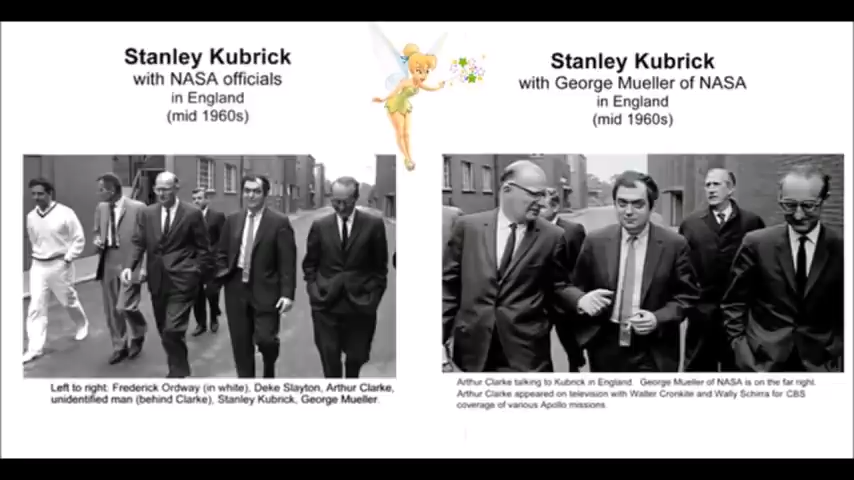 Stanley Kubrick
with NASA officials
in England
(mid 1960s)
Left to right: Frederick Ordway (in white), Deke Slayton, Arthur Clarke,
unidentified man (behind Clarke), Stanley Kubrick, George Mueller.
Stanley Kubrick
with George Mueller of NASA
in England
(mid 1960s)
Arthur Clarke talking to Kubrick in England. George Mueller of NASA is on the far right.
Arthur Clarke appeared on television with Walter Cronkite and Wally Schirra for CBS
coverage of various Apollo missions.